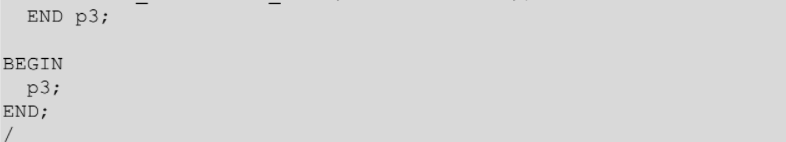 END p3;
BEGIN
p3;
END;
/